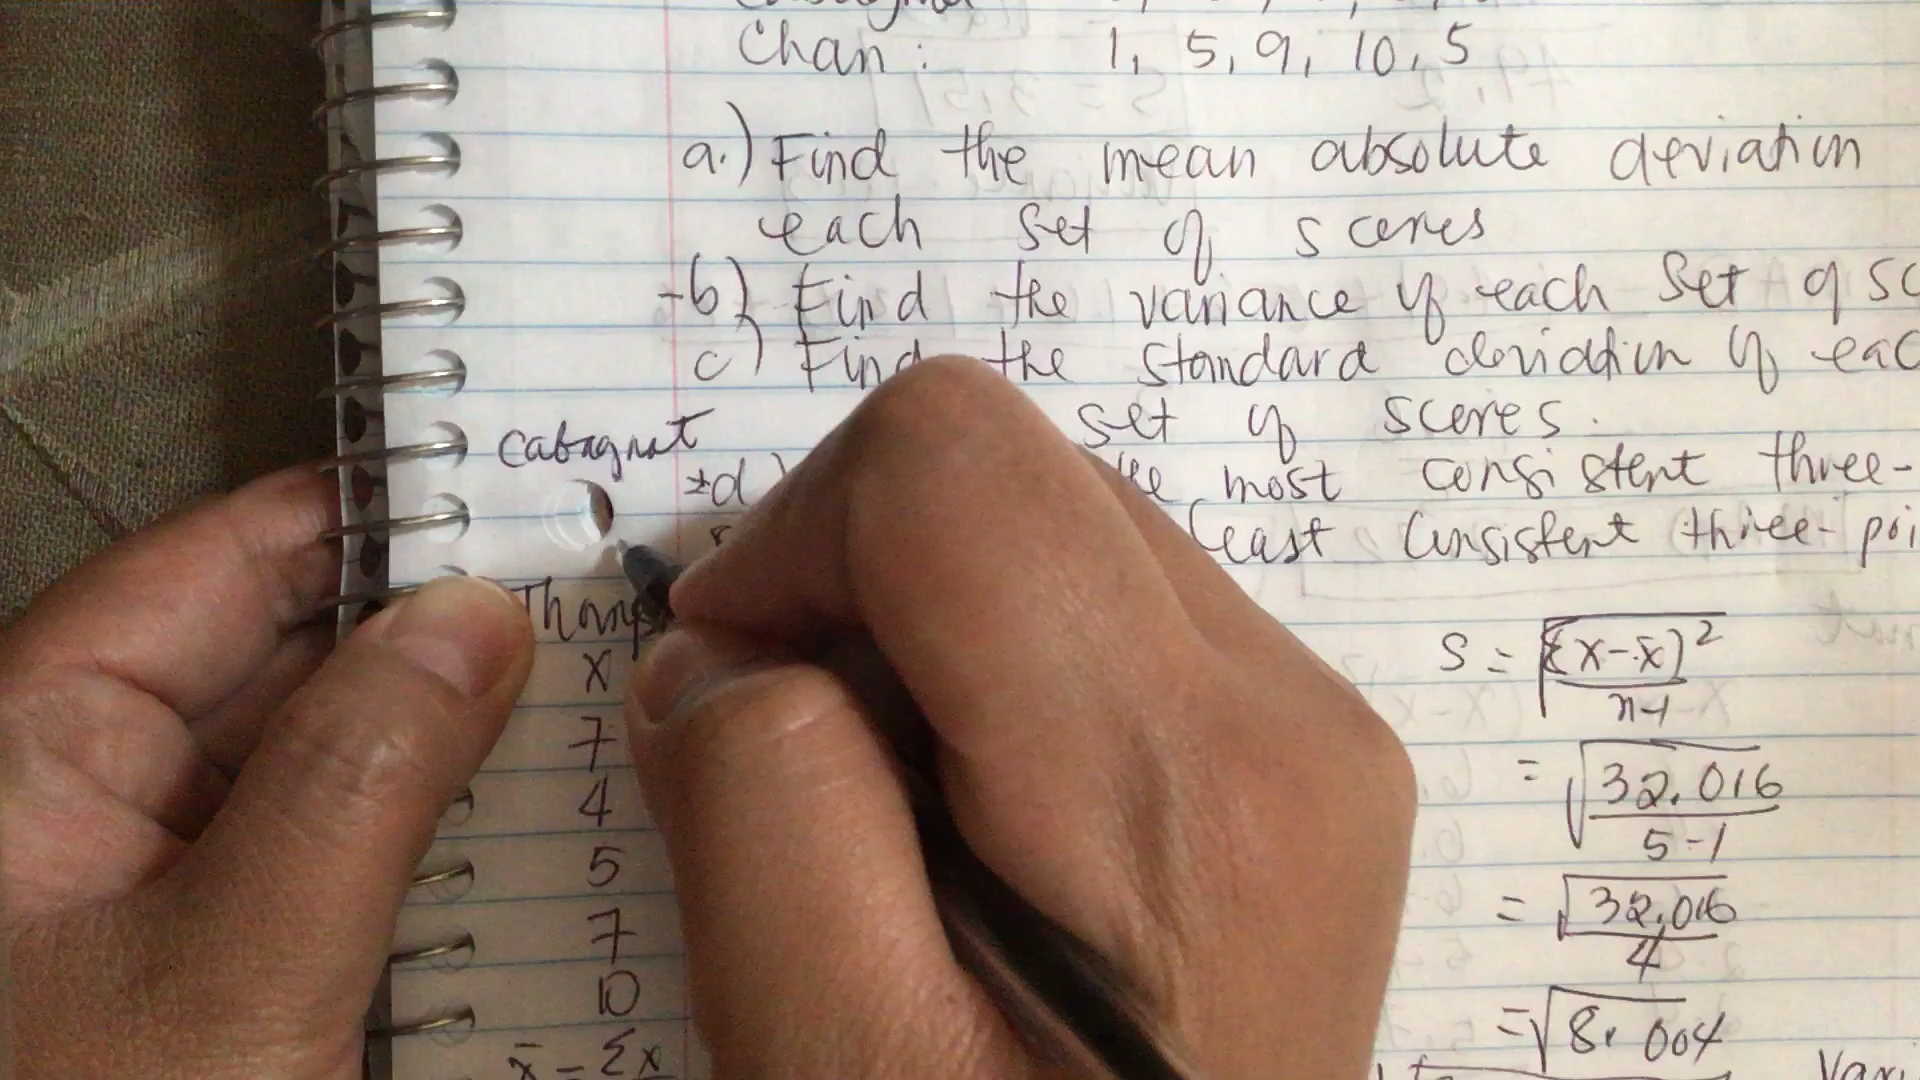 Chan : 1, 5, 9, 10, 5
a.) Find the mean absolute deviation
each set of scores
b) Find the variance of each set of sc
c) Find the standard deviation of eac
set of scores.
Cabagnot
d) most consistent three-
least consistent three-poi
Thomps
x
7
4
5
7
10
x̄ = Σx
S = √(Σ(x-x̄)²/n-1)
= √(32.016/5-1)
= √(32.016/4)
= √8.004
Vari